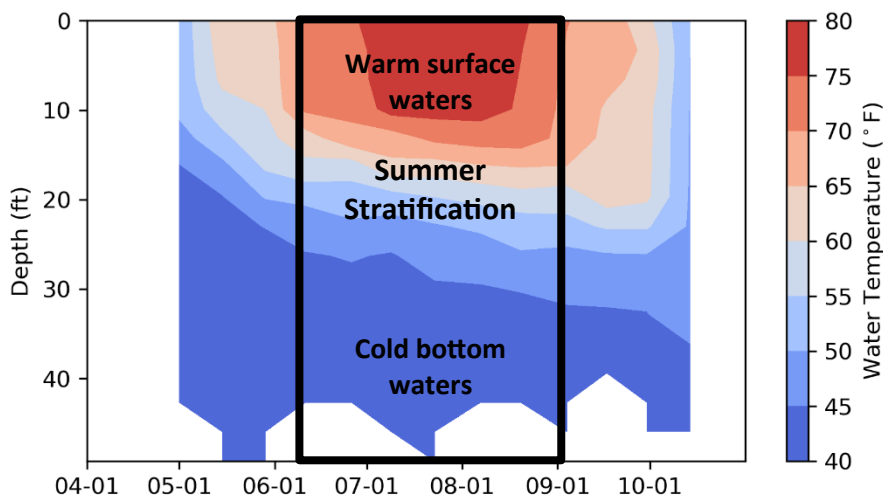 0
10
20
30
40
Depth (ft)
04-01 05-01 06-01 07-01 08-01 09-01 10-01
Warm surface
waters
Summer
Stratification
Cold bottom
waters
80
75
70
65
60
55
50
45
40
Water Temperature (°F)